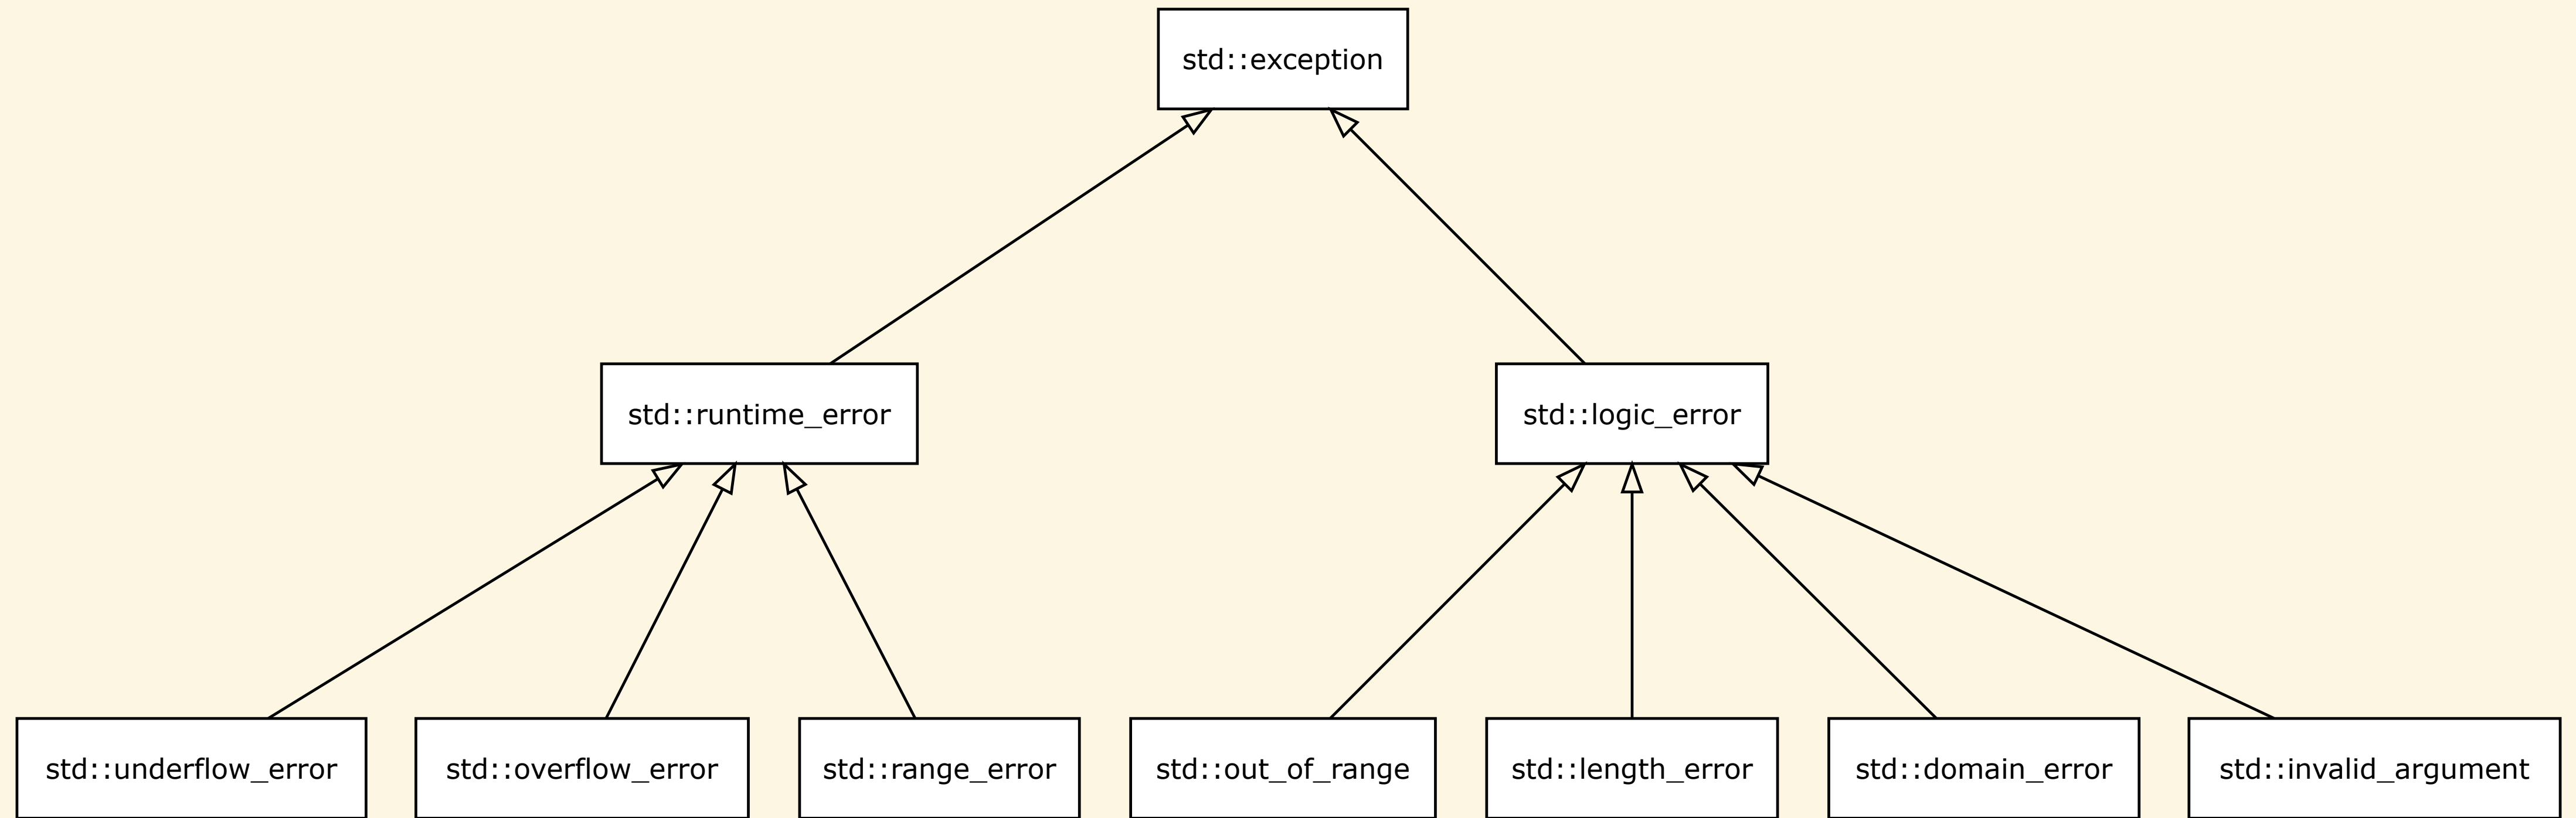 std::exception
std::runtime_error
std::logic_error
std::underflow_error
std::overflow_error
std::range_error
std::out_of_range
std::length_error
std::domain_error
std::invalid_argument